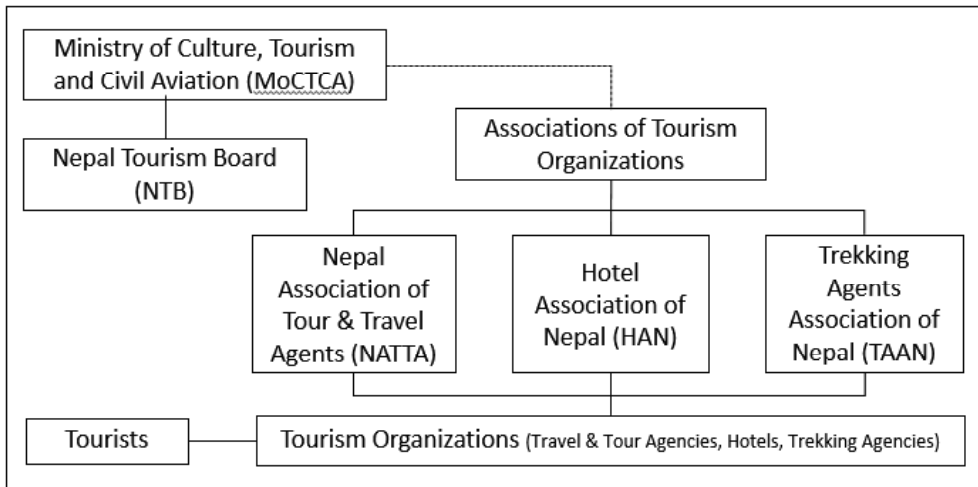 Ministry of Culture, Tourism
and Civil Aviation (MoCTCA)
Associations of Tourism
Organizations
Nepal Tourism Board
(NTB)
Nepal
Association of
Tour & Travel
Agents (NATTA)
Hotel
Association of
Nepal (HAN)
Trekking
Agents
Association of
Nepal (TAAN)
Tourists
Tourism Organizations (Travel & Tour Agencies, Hotels, Trekking Agencies)